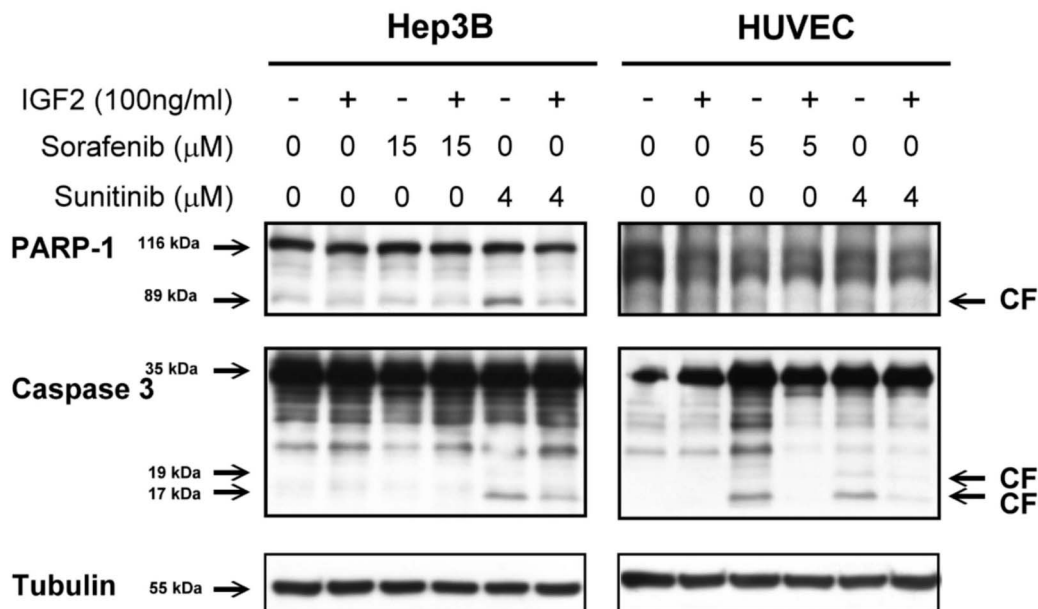 Hep3B HUVEC
IGF2 (100ng/ml) - + - + - + - + - + - +
Sorafenib (μM) 0 0 15 15 0 0 0 0 5 5 0 0
Sunitinib (μM) 0 0 0 0 4 4 0 0 0 0 4 4
PARP-1 116 kDa
89 kDa CF
35 kDa
Caspase 3
19 kDa CF
17 kDa CF
Tubulin 55 kDa